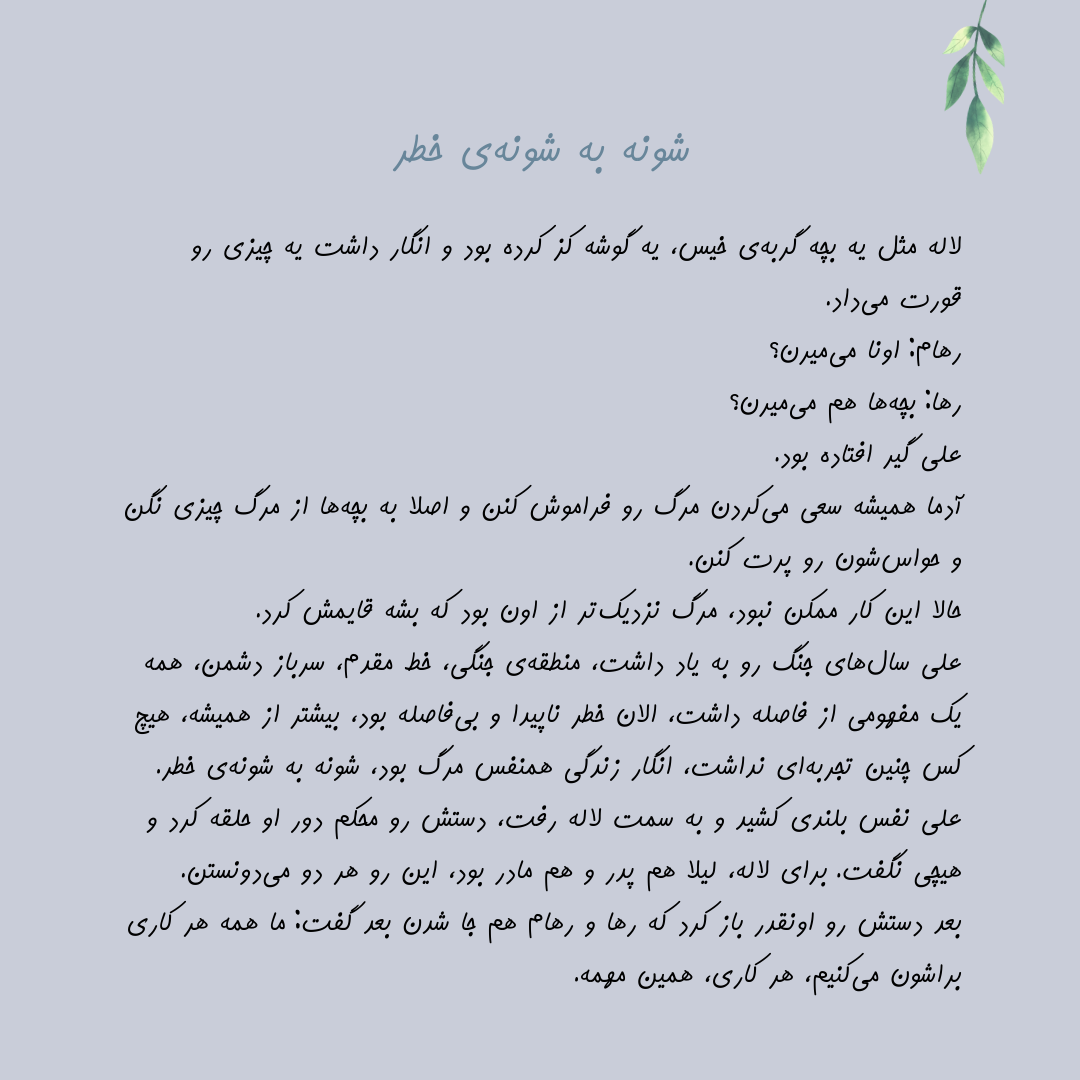 شونه به شونه‌ی خطر
لاله مثل یه بچه گربه‌ی خیس، یه گوشه کز کرده بود و انگار داشت یه چیزی رو
قورت می‌داد.
رهام: اونا می‌میرن؟
رها: بچه‌ها هم می‌میرن؟
علی گیر افتاده بود.
آدما همیشه سعی می‌کردن مرگ رو فراموش کنن و اصلا به بچه‌ها از مرگ چیزی نگن
و حواس‌شون رو پرت کنن.
حالا این کار ممکن نبود، مرگ نزدیک‌تر از اون بود که بشه قایمش کرد.
علی سال‌های جنگ رو به یاد داشت، منطقه‌ی جنگی، خط مقدم، سرباز دشمن، همه
یک مفهومی از فاصله داشت، الان خطر ناپیدا و بی‌فاصله بود، بیشتر از همیشه، هیچ
کس چنین تجربه‌ای نداشت، انگار زندگی همنفس مرگ بود، شونه به شونه‌ی خطر.
علی نفس بلندی کشید و به سمت لاله رفت، دستش رو محکم دور او حلقه کرد و
هیچی نگفت. برای لاله، لیلا هم پدر و هم مادر بود، این رو هر دو می‌دونستن.
بعد دستش رو اونقدر باز کرد که رها و رهام هم جا شدن بعد گفت: ما همه هر کاری
براشون می‌کنیم، هر کاری، همین مهمه.